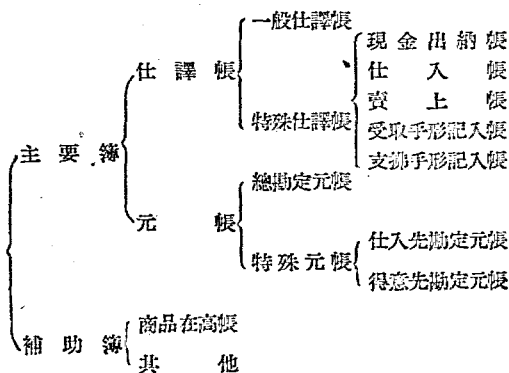 一般仕譯帳
現金出納帳
仕譯帳
仕入帳
賣上帳
特殊仕譯帳
受取手形記入帳
支拂手形記入帳
主要簿
總勘定元帳
元帳
仕入先勘定元帳
特殊元帳
得意先勘定元帳
商品在高帳
補助簿
其他